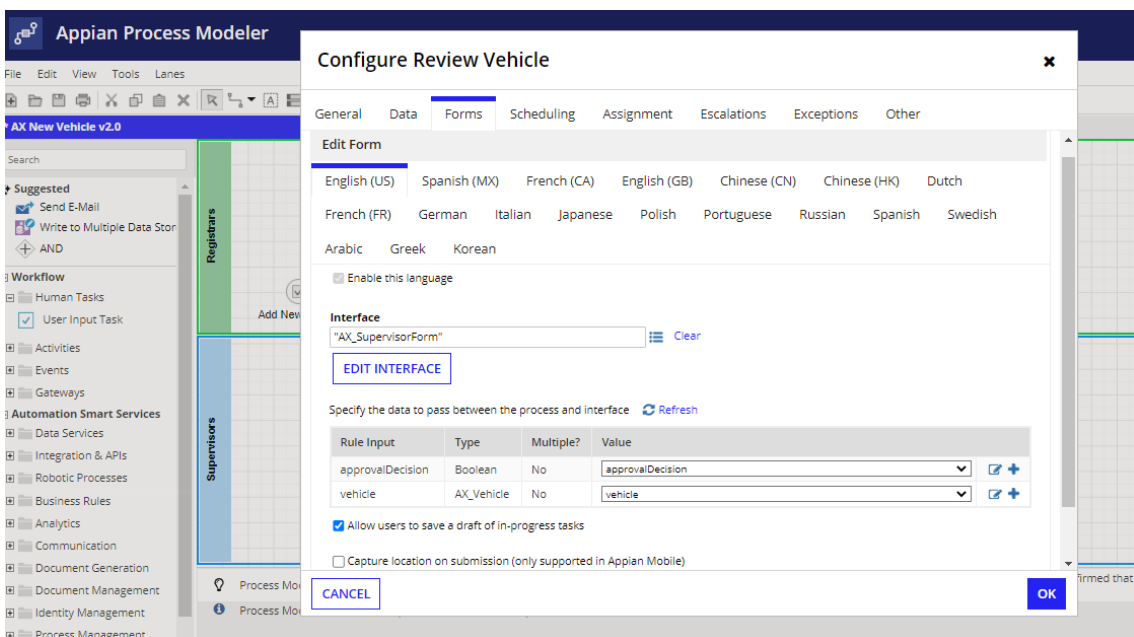 Appian Process Modeler
File Edit View Tools Lanes
* AX New Vehicle v2.0
Search
Suggested
Send E-Mail
Write to Multiple Data Stor
AND
Workflow
Human Tasks
User Input Task
Activities
Events
Gateways
Automation Smart Services
Data Services
Integration & APIs
Robotic Processes
Business Rules
Analytics
Communication
Document Generation
Document Management
Identity Management
Process Management
Registrars
Add New
Supervisors
Process Mo
Process Mo
firmed that
Configure Review Vehicle
General Data Forms Scheduling Assignment Escalations Exceptions Other
Edit Form
English (US) Spanish (MX) French (CA) English (GB) Chinese (CN) Chinese (HK) Dutch
French (FR) German Italian Japanese Polish Portuguese Russian Spanish Swedish
Arabic Greek Korean
Enable this language
Interface
"AX_SupervisorForm" Clear
EDIT INTERFACE
Specify the data to pass between the process and interface Refresh
Rule Input Type Multiple? Value
approvalDecision Boolean No approvalDecision
vehicle AX_Vehicle No vehicle
Allow users to save a draft of in-progress tasks
Capture location on submission (only supported in Appian Mobile)
CANCEL OK